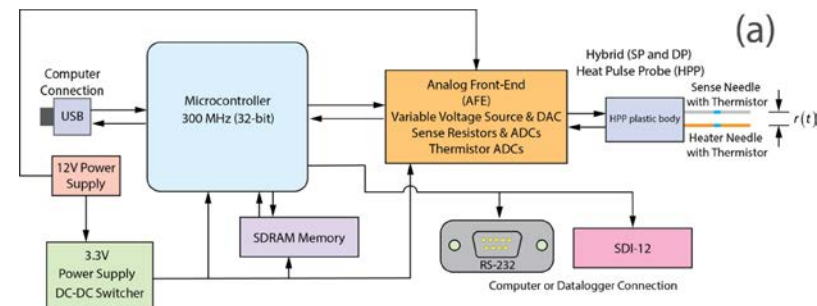 (a)
Computer
Connection
USB
Microcontroller
300 MHz (32-bit)
Analog Front-End
(AFE)
Variable Voltage Source & DAC
Sense Resistors & ADCs
Thermistor ADCs
Hybrid (SP and DP)
Heat Pulse Probe (HPP)
HPP plastic body
Sense Needle
with Thermistor
r(t)
Heater Needle
with Thermistor
12V Power
Supply
3.3V
Power Supply
DC-DC Switcher
SDRAM Memory
RS-232
SDI-12
Computer or Datalogger Connection